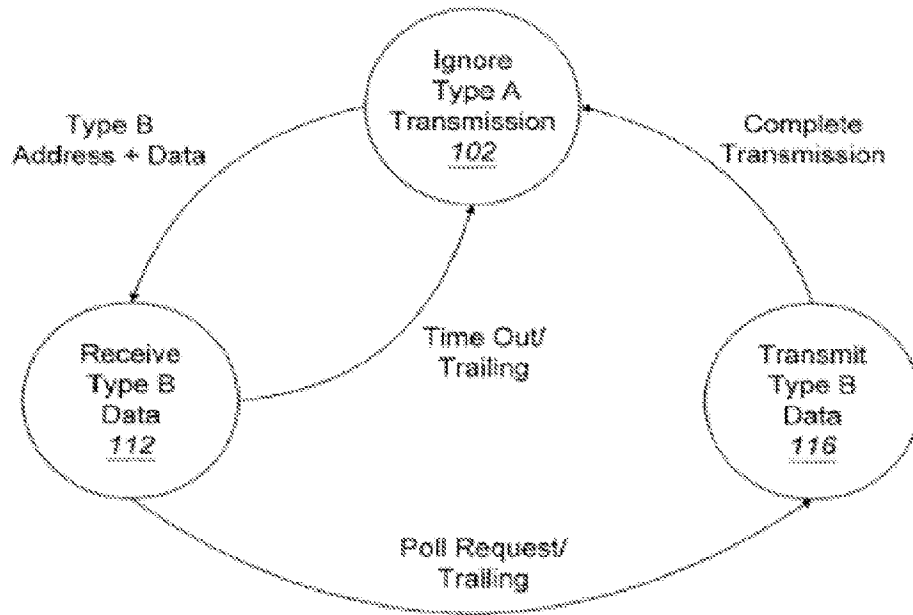 Ignore
Type A
Transmission
102
Type B
Address + Data
Complete
Transmission
Receive
Type B
Data
112
Time Out/
Trailing
Transmit
Type B
Data
116
Poll Request/
Trailing